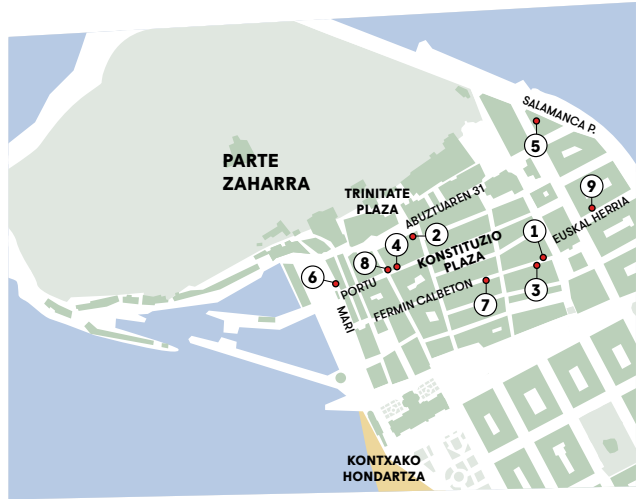 SALAMANCA P.
5
PARTE
ZAHARRA
TRINITATE
PLAZA
ABUZTUAREN 31
9
EUSKAL HERRIA
2
1
4
KONSTITUZIO
PLAZA
8
6
PORTU
3
FERMIN CALBETON
7
MARI
KONTXAKO
HONDARTZA